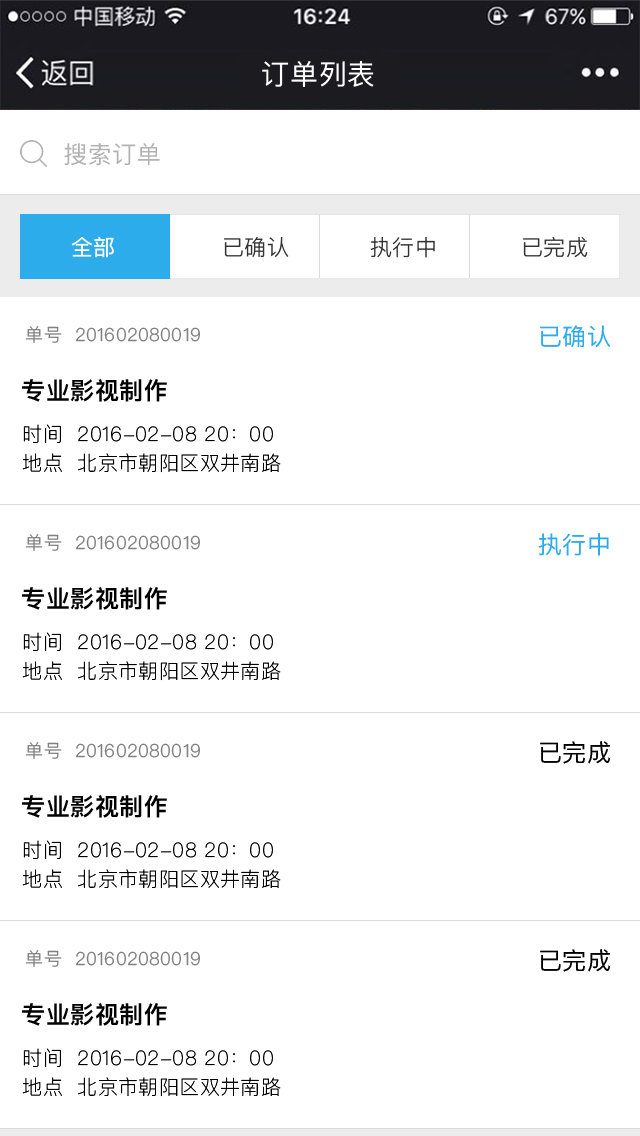 中国移动 16:24 67%
返回 订单列表
搜索订单
全部 已确认 执行中 已完成
单号 201602080019 已确认
专业影视制作
时间 2016-02-08 20：00
地点 北京市朝阳区双井南路
单号 201602080019 执行中
专业影视制作
时间 2016-02-08 20：00
地点 北京市朝阳区双井南路
单号 201602080019 已完成
专业影视制作
时间 2016-02-08 20：00
地点 北京市朝阳区双井南路
单号 201602080019 已完成
专业影视制作
时间 2016-02-08 20：00
地点 北京市朝阳区双井南路